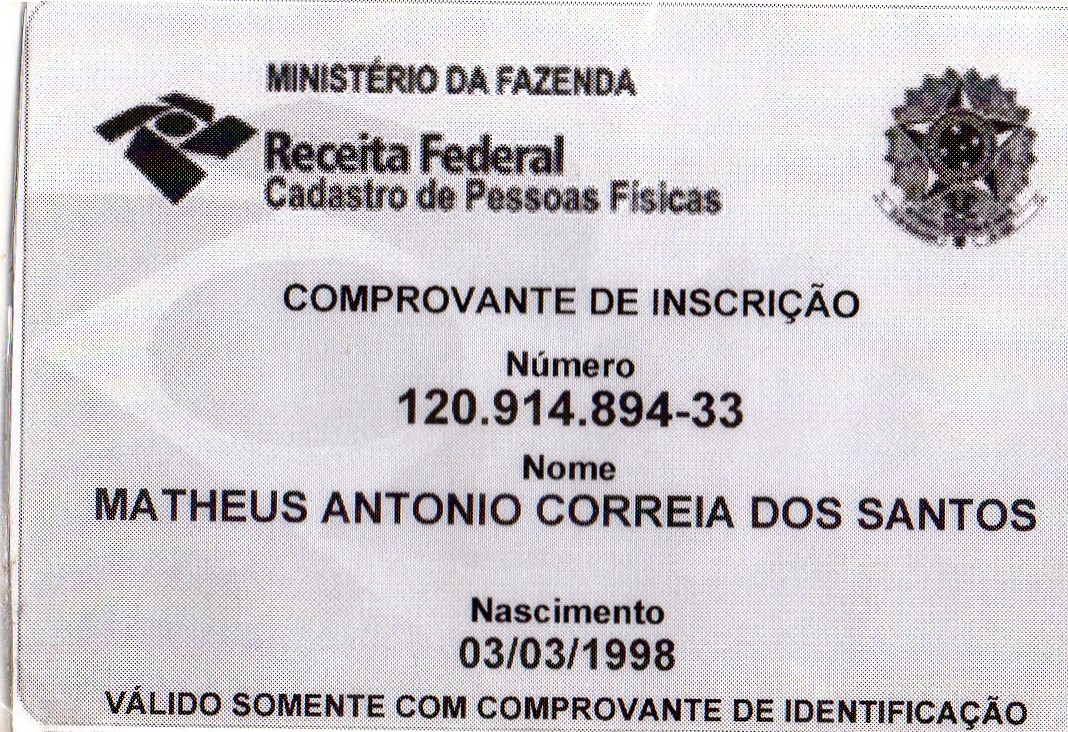 MINISTÉRIO DA FAZENDA
Receita Federal
Cadastro de Pessoas Físicas
COMPROVANTE DE INSCRIÇÃO
Número
120.914.894-33
Nome
MATHEUS ANTONIO CORREIA DOS SANTOS
Nascimento
03/03/1998
VÁLIDO SOMENTE COM COMPROVANTE DE IDENTIFICAÇÃO